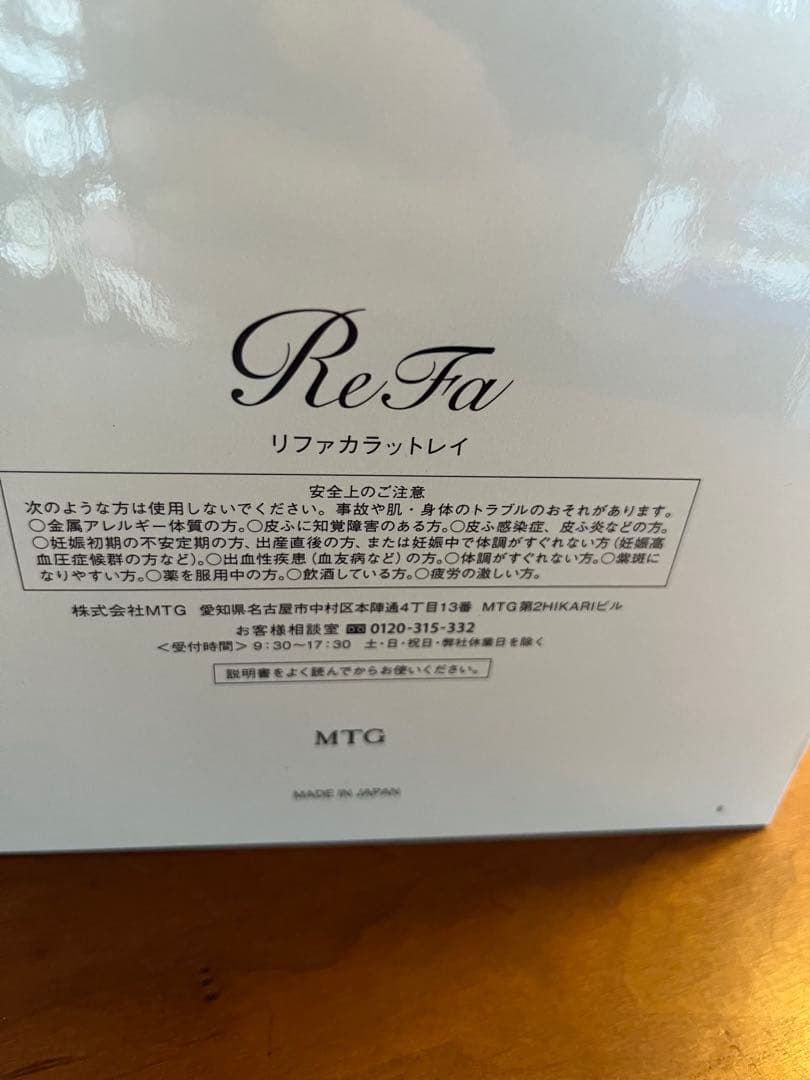 ReFa
リファカラットレイ
安全上のご注意
次のような方は使用しないでください。事故や肌・身体のトラブルのおそれがあります。
○金属アレルギー体質の方。○皮ふに知覚障害のある方。○皮ふ感染症、皮ふ炎などの方。
○妊娠初期の不安定期の方、出産直後の方、または妊娠中で体調がすぐれない方(妊娠高
血圧症候群の方など)。○出血性疾患(血友病など)の方。○体調がすぐれない方。○紫斑に
なりやすい方。○薬を服用中の方。○飲酒している方。○疲労の激しい方。
株式会社MTG 愛知県名古屋市中村区本陣通4丁目13番 MTG第2HIKARIビル
お客様相談室 0120-315-332
<受付時間>9:30〜17:30 土・日・祝日・弊社休業日を除く
説明書をよく読んでからお使いください。
MTG
MADE IN JAPAN